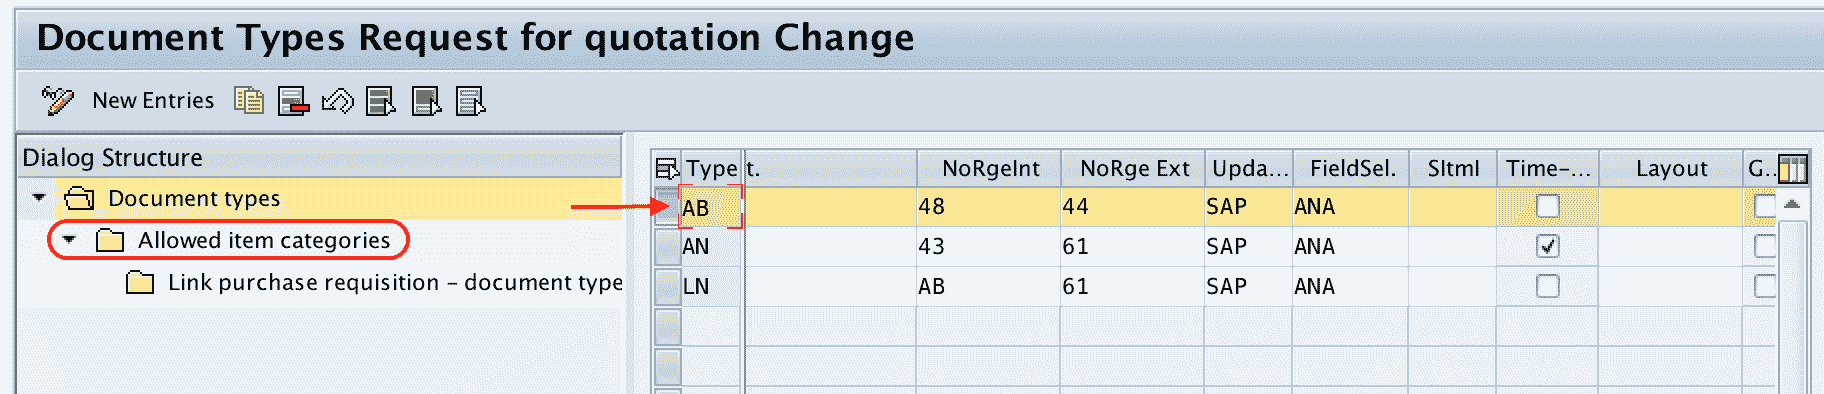 Document Types Request for quotation Change
New Entries
Dialog Structure
Document types
Allowed item categories
Link purchase requisition - document type
Type t. NoRgeInt NoRge Ext Upda... FieldSel. Sltml Time-... Layout G..
AB 48 44 SAP ANA
AN 43 61 SAP ANA
LN AB 61 SAP ANA